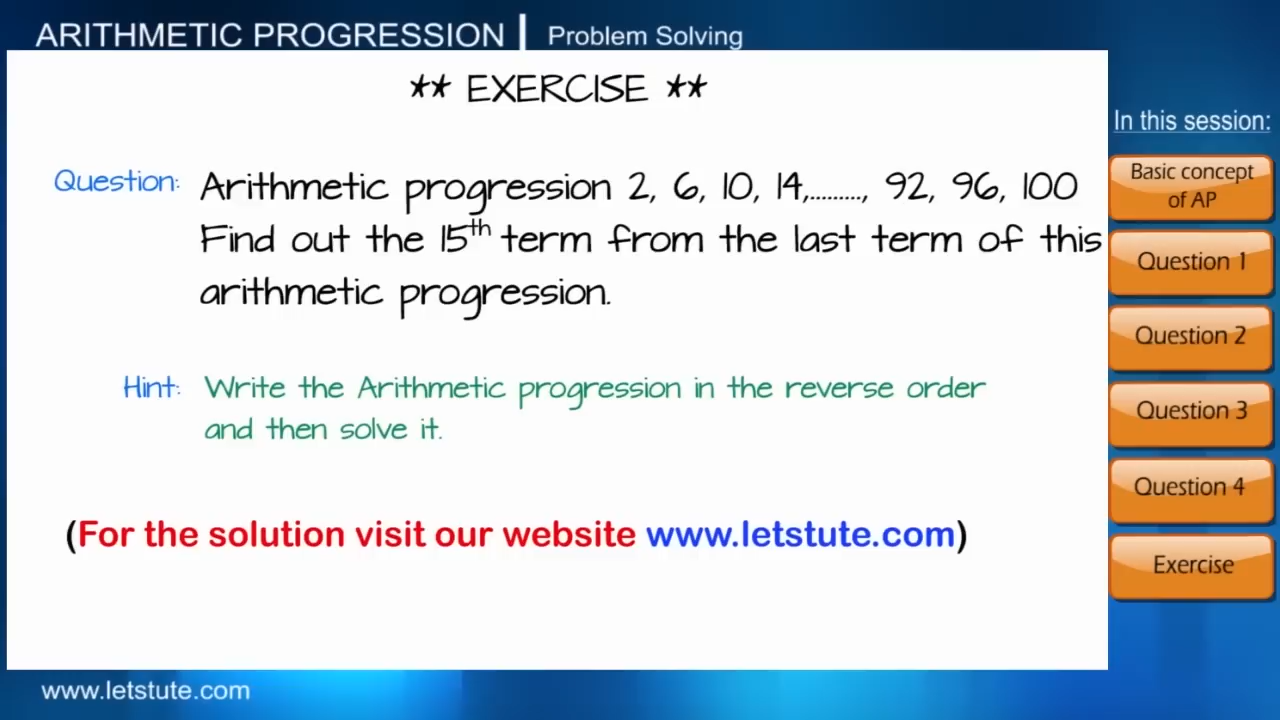 ARITHMETIC PROGRESSION | Problem Solving
** EXERCISE **
Question: Arithmetic progression 2, 6, 10, 14,........., 92, 96, 100
Find out the 15th term from the last term of this
arithmetic progression.
Hint: Write the Arithmetic progression in the reverse order
and then solve it.
(For the solution visit our website www.letstute.com)
In this session:
Basic concept
of AP
Question 1
Question 2
Question 3
Question 4
Exercise
www.letstute.com